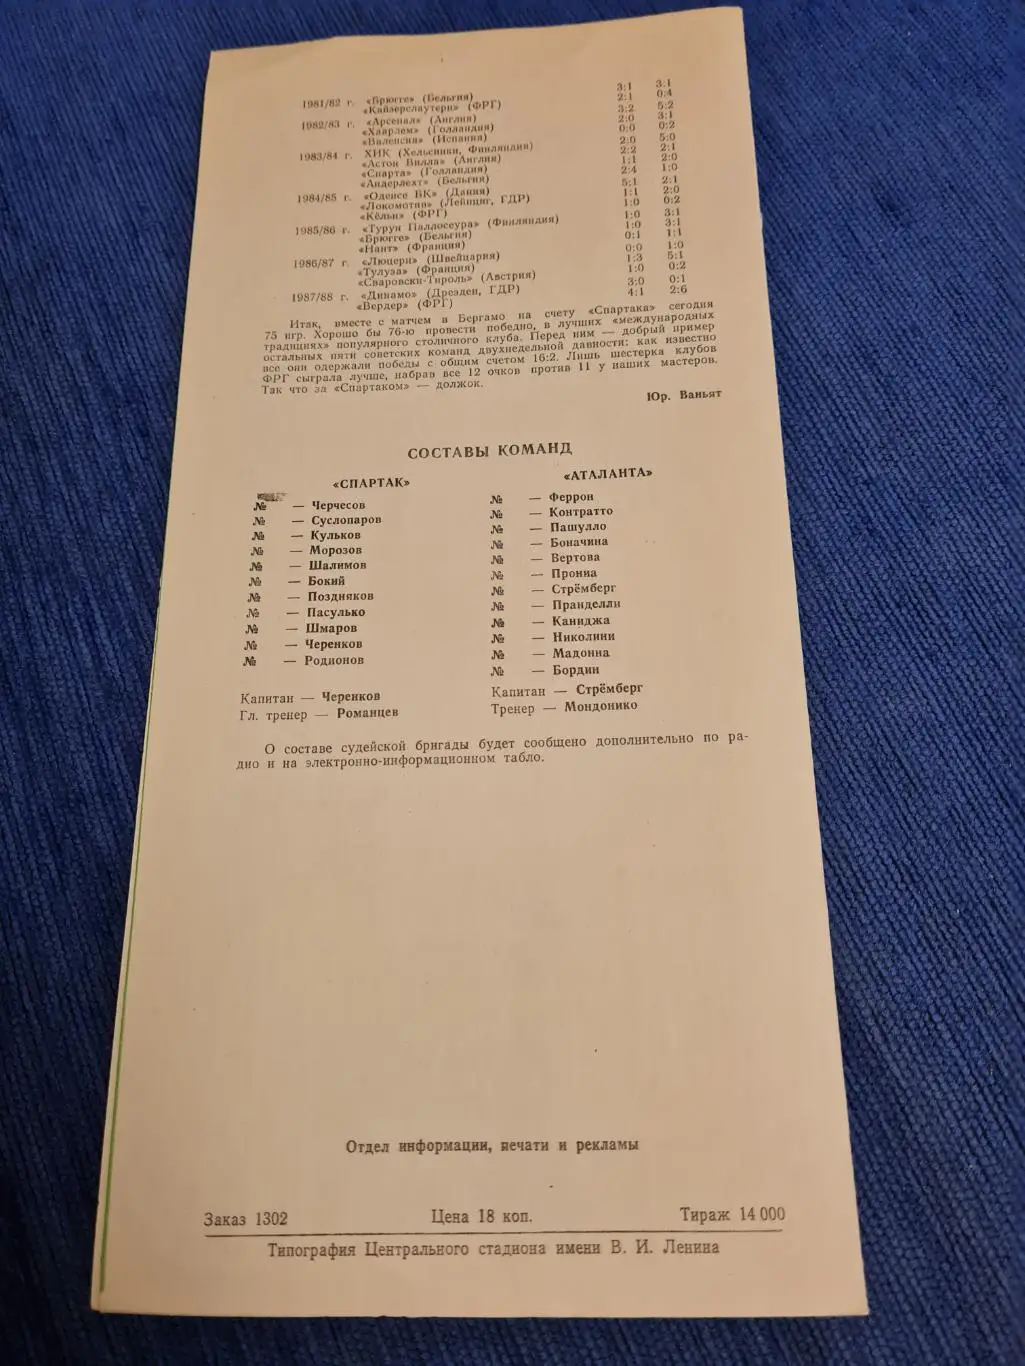 1981/82 г. «Брюгге» (Бельгия) 3:1 3:1
«Кайзерслаутерн» (ФРГ) 2:1 0:4
1982/83 г. «Арсенал» (Англия) 3:2 5:2
«Хаарлем» (Голландия) 2:0 3:1
«Валенсия» (Испания) 0:0 0:2
1983/84 г. ХИК (Хельсинки, Финляндия) 2:0 5:0
«Астон Вилла» (Англия) 2:2 2:1
«Спарта» (Голландия) 1:1 2:0
«Андерлехт» (Бельгия) 2:4 1:0
1984/85 г. «Оденсе БК» (Дания) 5:1 2:1
«Локомотив» (Лейпциг, ГДР) 1:1 2:0
«Кёльн» (ФРГ) 1:0 0:2
1985/86 г. «Турун Паллосеура» (Финляндия) 1:0 3:1
«Брюгге» (Бельгия) 1:0 3:1
«Нант» (Франция) 0:1 1:1
1986/87 г. «Люцерн» (Швейцария) 0:0 1:0
«Тулуза» (Франция) 1:3 5:1
«Сваровски-Тироль» (Австрия) 1:0 0:2
1987/88 г. «Динамо» (Дрезден, ГДР) 3:0 0:1
«Вердер» (ФРГ) 4:1 2:6
Итак, вместе с матчем в Бергамо на счету «Спартака» сегодня
75 игр. Хорошо бы 76-ю провести победно, в лучших «международных
традициях» популярного столичного клуба. Перед ним — добрый пример
остальных пяти советских команд двухнедельной давности: как известно
все они одержали победы с общим счетом 16:2. Лишь шестерка клубов
ФРГ сыграла лучше, набрав все 12 очков против 11 у наших мастеров.
Так что за «Спартаком» — должок.
Юр. Ваньят
СОСТАВЫ КОМАНД
«СПАРТАК»
№ — Черчесов
№ — Суслопаров
№ — Кульков
№ — Морозов
№ — Шалимов
№ — Бокий
№ — Поздняков
№ — Пасулько
№ — Шмаров
№ — Черенков
№ — Родионов
Капитан — Черенков
Гл. тренер — Романцев
«АТАЛАНТА»
№ — Феррон
№ — Контратто
№ — Пашулло
№ — Боначина
№ — Вертова
№ — Прониа
№ — Стрёмберг
№ — Пранделли
№ — Каниджа
№ — Николини
№ — Мадонна
№ — Бордин
Капитан — Стрёмберг
Тренер — Мондонико
О составе судейской бригады будет сообщено дополнительно по ра-
дио и на электронно-информационном табло.
Отдел информации, печати и рекламы
Заказ 1302 Цена 18 коп. Тираж 14 000
Типография Центрального стадиона имени В. И. Ленина